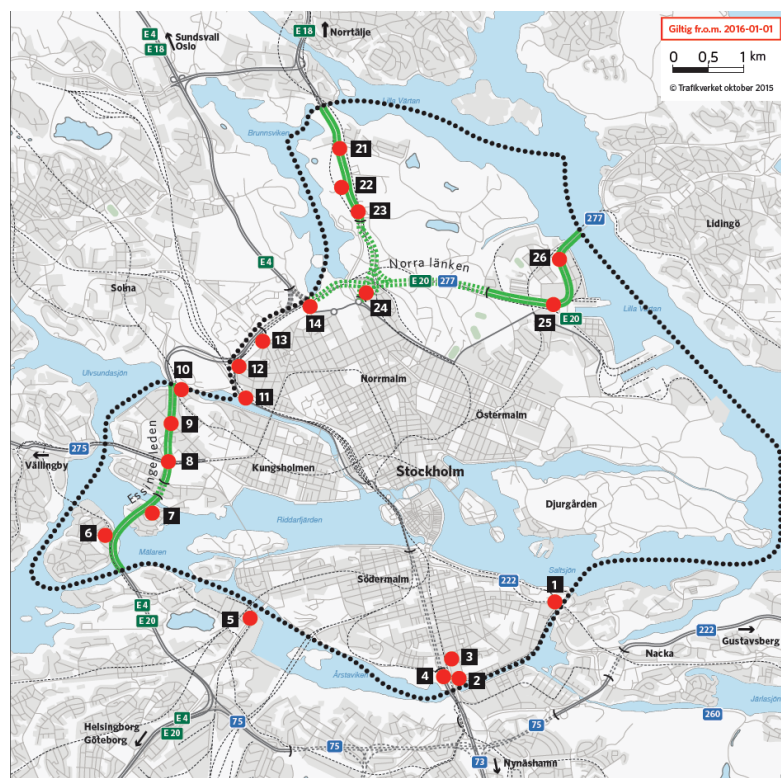 E4
E18
Sundsvall
Oslo
E18
Norrtälje
Giltig fr.o.m. 2016-01-01
0 0,5 1 km
© Trafikverket oktober 2015
Lilla Värtan
Brunnsviken
21
22
23
277
Lidingö
E4
Norra länken
26
Solna
E20
277
24
14
25
E20
Lilla Värtan
13
12
Ulvsundasjön
10
11
Norrmalm
Östermalm
9
275
Vällingby
8
Essingeleden
Kungsholmen
Stockholm
7
Djurgården
6
Riddarfjärden
Mälaren
Saltsjön
222
Södermalm
1
E4
E20
5
222
Gustavsberg
Nacka
3
4
2
Årstaviken
Järlasjön
260
Helsingborg
Göteborg
E4
E20
75
75
75
73
Nynäshamn